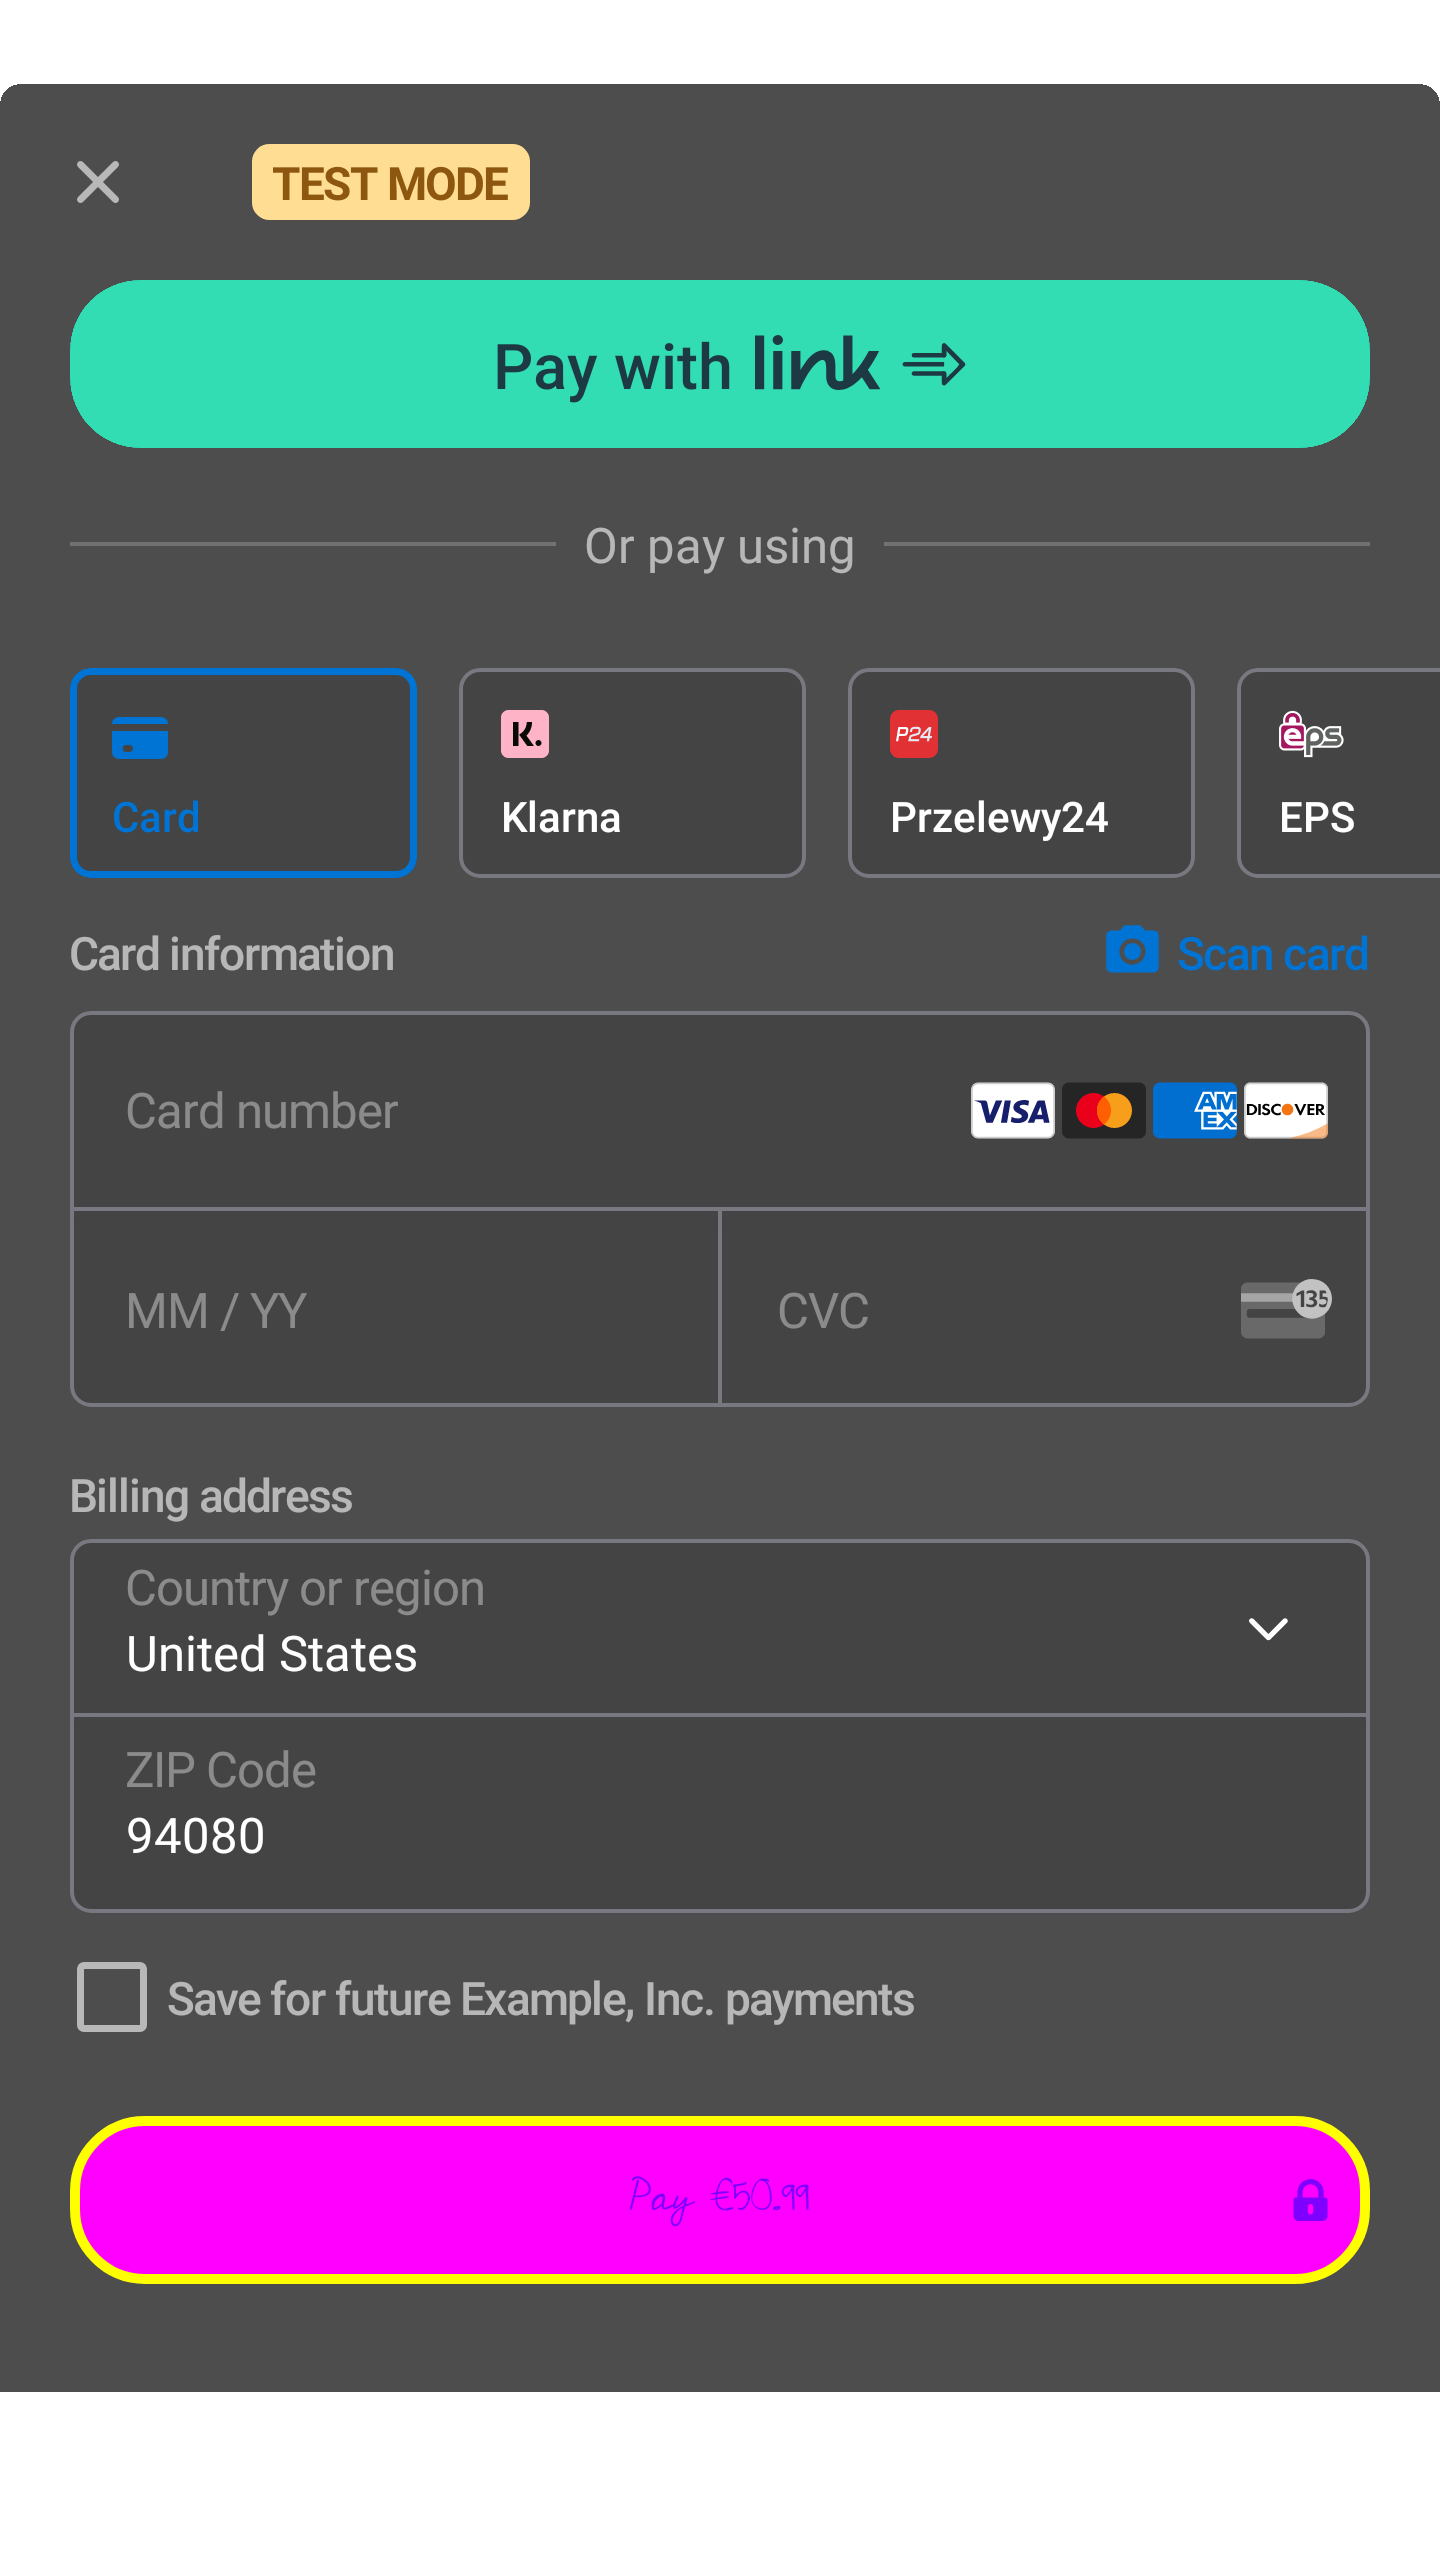 TEST MODE
Pay with link
Or pay using
K.
P24
eps
Card
Klarna
Przelewy24
EPS
Card information
Scan card
Card number
VISA
AM
EX
DISCOVER
MM / YY
CVC
135
Billing address
Country or region
United States
ZIP Code
94080
Save for future Example, Inc. payments
Pay €50.99